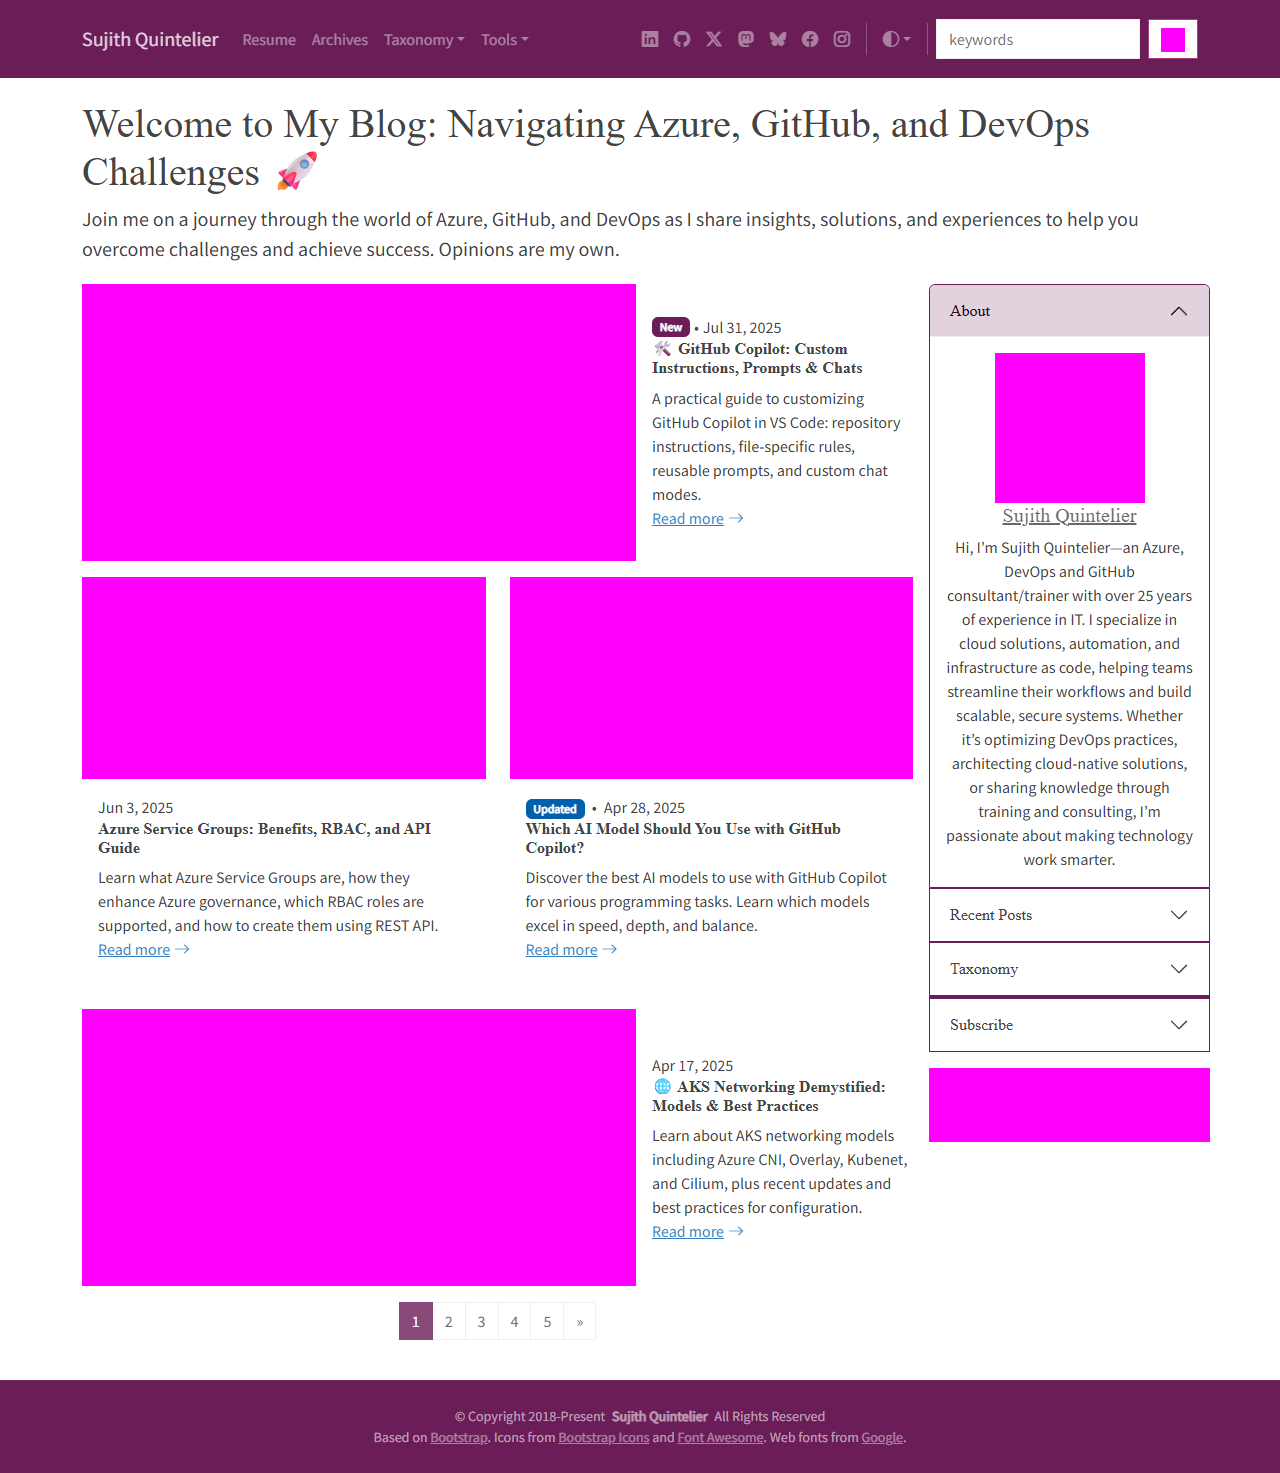 Sujith Quintelier Resume Archives Taxonomy Tools keywords
Welcome to My Blog: Navigating Azure, GitHub, and DevOps
Challenges 🚀
Join me on a journey through the world of Azure, GitHub, and DevOps as I share insights, solutions, and experiences to help you
overcome challenges and achieve success. Opinions are my own.
New • Jul 31, 2025
🛠️ GitHub Copilot: Custom
Instructions, Prompts & Chats
A practical guide to customizing
GitHub Copilot in VS Code: repository
instructions, file-specific rules,
reusable prompts, and custom chat
modes.
Read more →
Jun 3, 2025
Azure Service Groups: Benefits, RBAC, and API
Guide
Learn what Azure Service Groups are, how they
enhance Azure governance, which RBAC roles are
supported, and how to create them using REST API.
Read more →
Updated • Apr 28, 2025
Which AI Model Should You Use with GitHub
Copilot?
Discover the best AI models to use with GitHub Copilot
for various programming tasks. Learn which models
excel in speed, depth, and balance.
Read more →
Apr 17, 2025
🌐 AKS Networking Demystified:
Models & Best Practices
Learn about AKS networking models
including Azure CNI, Overlay, Kubenet,
and Cilium, plus recent updates and
best practices for configuration.
Read more →
1 2 3 4 5 »
About
Sujith Quintelier
Hi, I’m Sujith Quintelier—an Azure,
DevOps and GitHub
consultant/trainer with over 25 years
of experience in IT. I specialize in
cloud solutions, automation, and
infrastructure as code, helping teams
streamline their workflows and build
scalable, secure systems. Whether
it’s optimizing DevOps practices,
architecting cloud-native solutions,
or sharing knowledge through
training and consulting, I’m
passionate about making technology
work smarter.
Recent Posts
Taxonomy
Subscribe
© Copyright 2018-Present Sujith Quintelier All Rights Reserved
Based on Bootstrap. Icons from Bootstrap Icons and Font Awesome. Web fonts from Google.